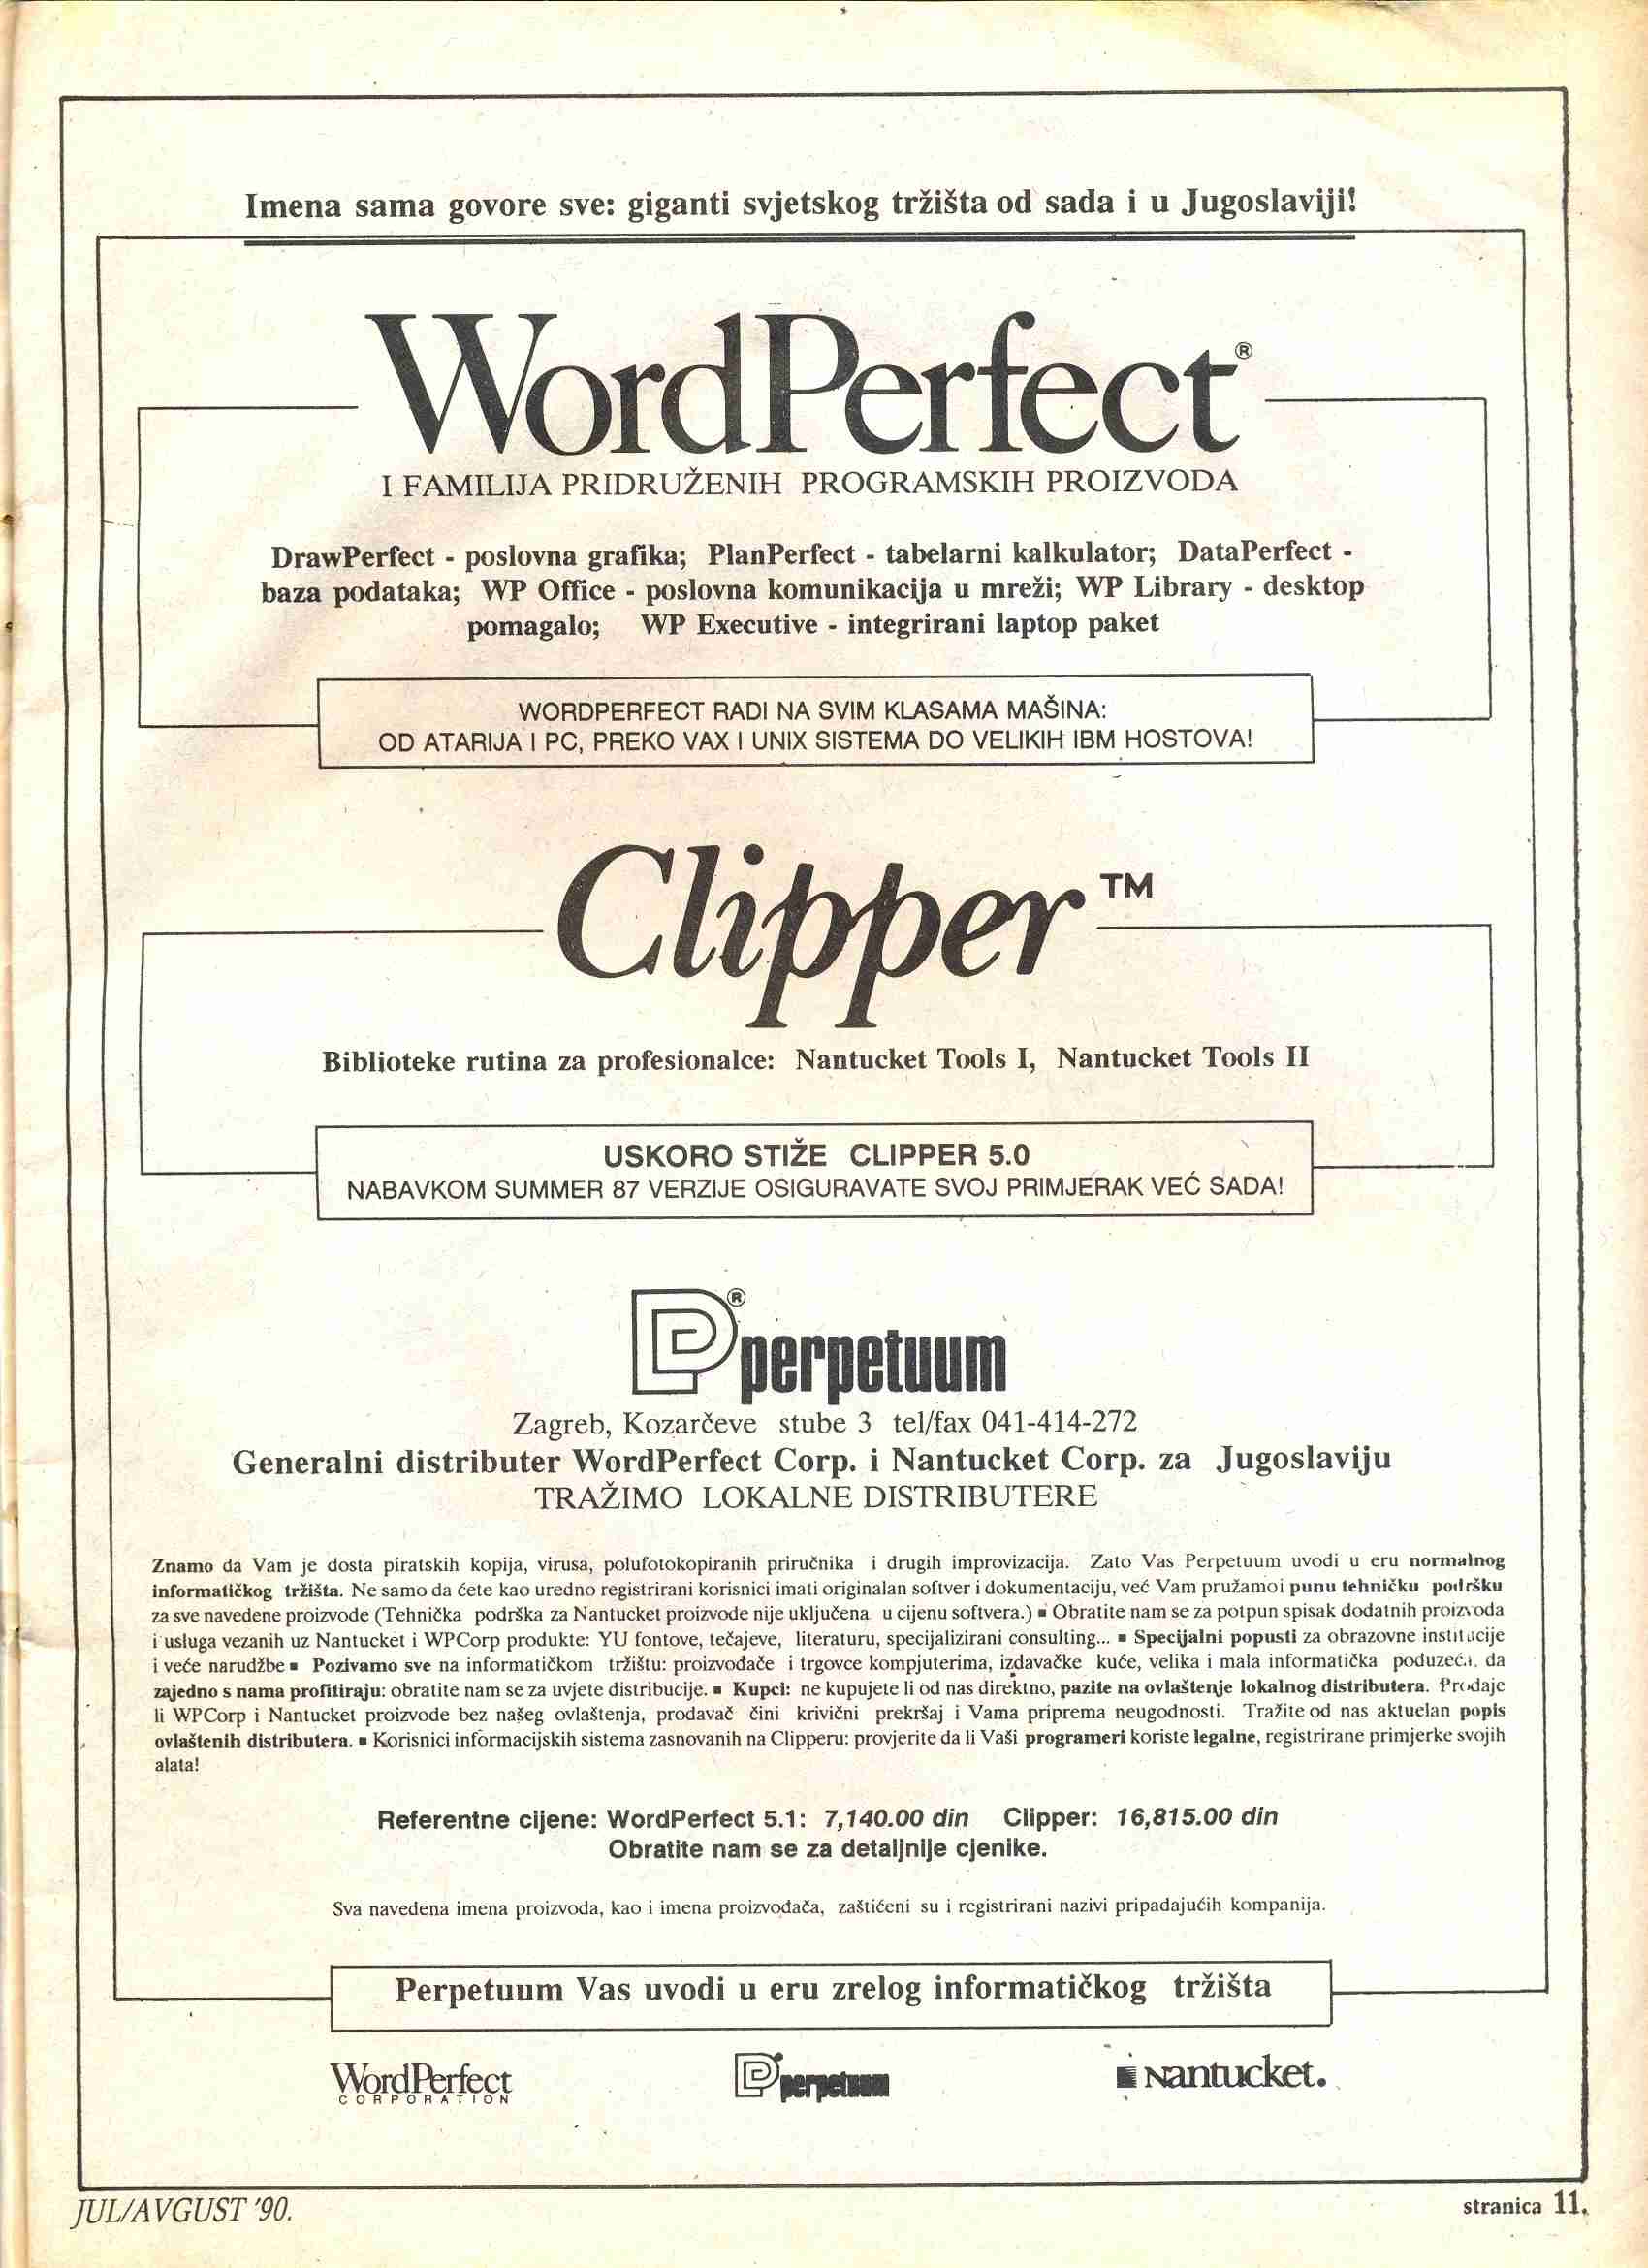 Imena sama govore sve: giganti svjetskog tržišta od sada i u Jugoslaviji!
WordPerfect®
I FAMILIJA PRIDRUŽENIH PROGRAMSKIH PROIZVODA
DrawPerfect - poslovna grafika; PlanPerfect - tabelarni kalkulator; DataPerfect -
baza podataka; WP Office - poslovna komunikacija u mreži; WP Library - desktop
pomagalo; WP Executive - integrirani laptop paket
WORDPERFECT RADI NA SVIM KLASAMA MAŠINA:
OD ATARIJA I PC, PREKO VAX I UNIX SISTEMA DO VELIKIH IBM HOSTOVA!
Clipper™
Biblioteke rutina za profesionalce: Nantucket Tools I, Nantucket Tools II
USKORO STIŽE CLIPPER 5.0
NABAVKOM SUMMER 87 VERZIJE OSIGURAVATE SVOJ PRIMJERAK VEĆ SADA!
® perpetuum
Zagreb, Kozarčeve stube 3 tel/fax 041-414-272
Generalni distributer WordPerfect Corp. i Nantucket Corp. za Jugoslaviju
TRAŽIMO LOKALNE DISTRIBUTERE
Znamo da Vam je dosta piratskih kopija, virusa, polufotokopiranih priručnika i drugih improvizacija. Zato Vas Perpetuum uvodi u eru normalnog
informatičkog tržišta. Ne samo da ćete kao uredno registrirani korisnici imati originalan softver i dokumentaciju, već Vam pružamo i punu tehničku podršku
za sve navedene proizvode (Tehnička podrška za Nantucket proizvode nije uključena u cijenu softvera.) ■ Obratite nam se za potpun spisak dodatnih proizvoda
i usluga vezanih uz Nantucket i WPCorp produkte: YU fontove, tečajeve, literaturu, specijalizirani consulting... ■ Specijalni popusti za obrazovne institucije
i veće narudžbe ■ Pozivamo sve na informatičkom tržištu: proizvođače i trgovce kompjuterima, izdavačke kuće, velika i mala informatička poduzeća, da
zajedno s nama profitiraju: obratite nam se za uvjete distribucije. ■ Kupci: ne kupujete li od nas direktno, pazite na ovlaštenje lokalnog distributera. Prodaje
li WPCorp i Nantucket proizvode bez našeg ovlaštenja, prodavač čini krivični prekršaj i Vama priprema neugodnosti. Tražite od nas aktuelan popis
ovlaštenih distributera. ■ Korisnici informacijskih sistema zasnovanih na Clipperu: provjerite da li Vaši programeri koriste legalne, registrirane primjerke svojih
alata!
Referentne cijene: WordPerfect 5.1: 7,140.00 din Clipper: 16,815.00 din
Obratite nam se za detaljnije cjenike.
Sva navedena imena proizvoda, kao i imena proizvođača, zaštićeni su i registrirani nazivi pripadajućih kompanija.
Perpetuum Vas uvodi u eru zrelog informatičkog tržišta
WordPerfect
CORPORATION
perpetuum
Nantucket.
JUL/AVGUST '90.
stranica 11.